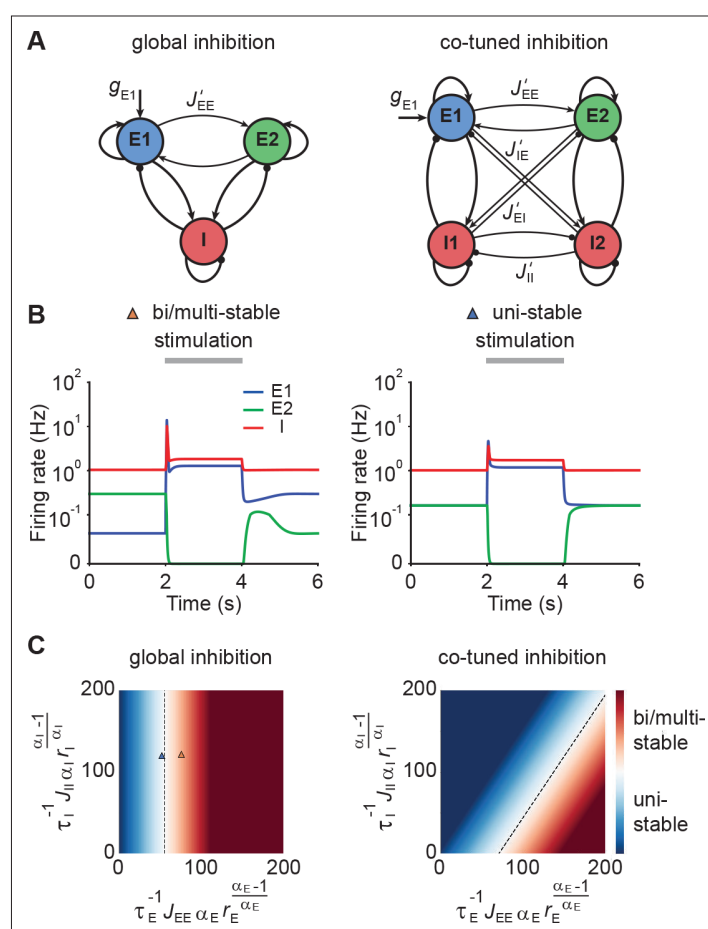 A
global inhibition
co-tuned inhibition
g_E1
J′_EE
E1
E2
I
g_E1
J′_EE
E1
E2
J′_IE
J′_EI
I1
I2
J′_II
B
bi/multi-stable
stimulation
uni-stable
stimulation
Firing rate (Hz)
10^2
10^1
10^0
10^-1
0
E1
E2
I
0 2 4 6
Time (s)
Firing rate (Hz)
10^2
10^1
10^0
10^-1
0
0 2 4 6
Time (s)
C
global inhibition
co-tuned inhibition
τ_I^-1 J_II α_I r_I^((α_I -1)/α_I)
200
100
0
0 100 200
τ_E^-1 J_EE α_E r_E^((α_E -1)/α_E)
τ_I^-1 J_II α_I r_I^((α_I -1)/α_I)
200
100
0
0 100 200
τ_E^-1 J_EE α_E r_E^((α_E -1)/α_E)
bi/multi-
stable
uni-
stable